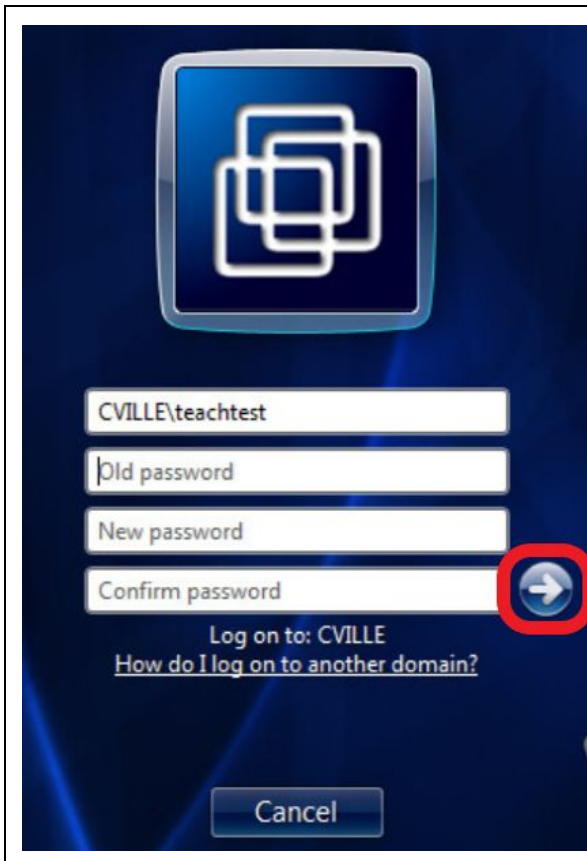 CVILLE\teachtest
Old password
New password
Confirm password
Log on to: CVILLE
How do I log on to another domain?
Cancel